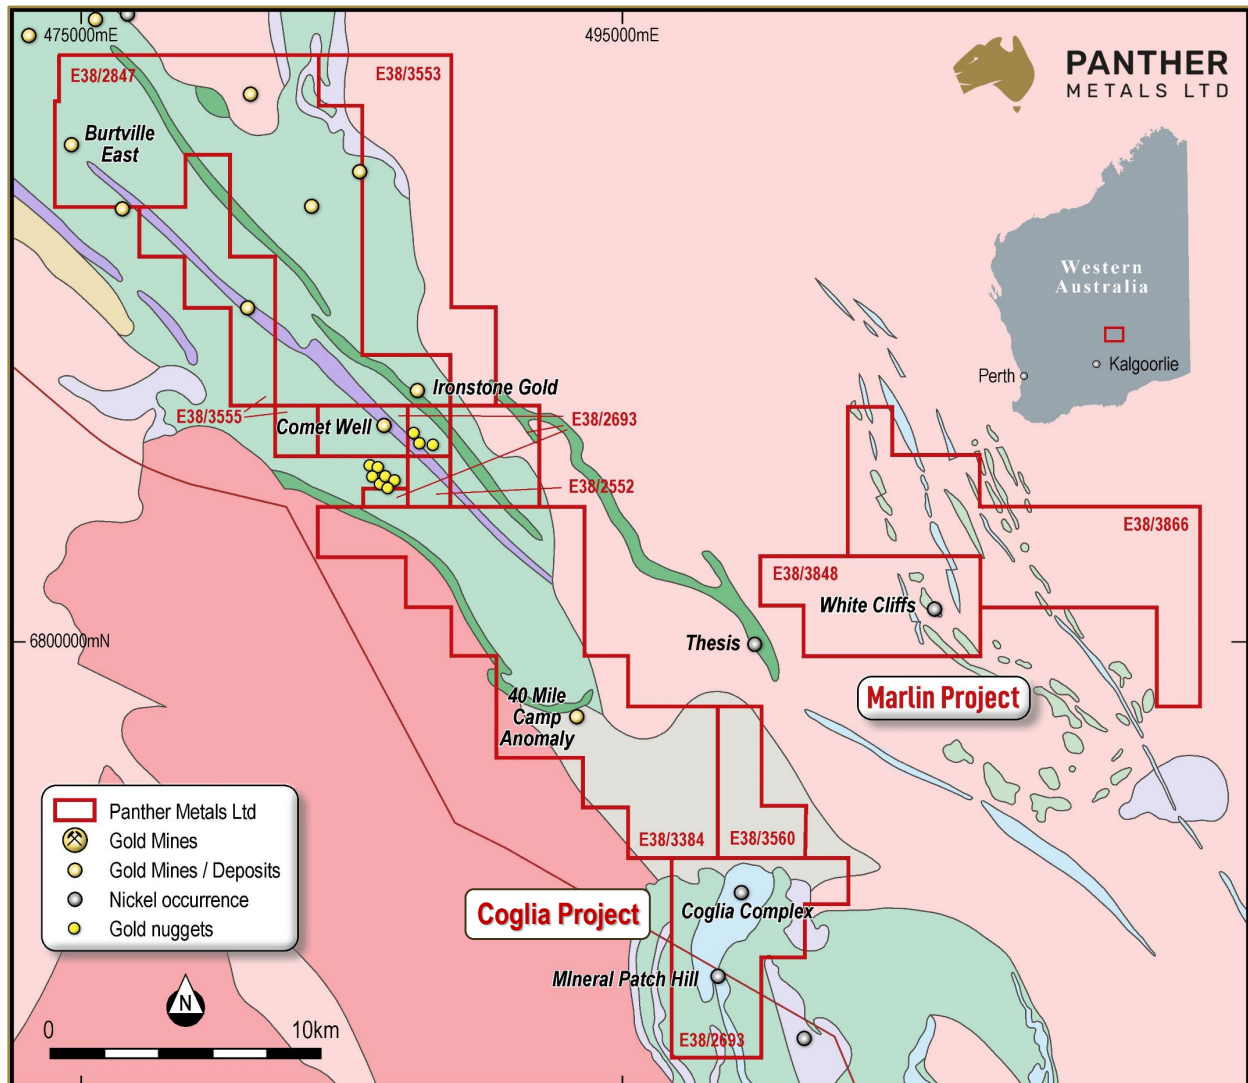 475000mE
495000mE
E38/2847
E38/3553
PANTHER
METALS LTD
Burtville
East
Western
Australia
Perth
Kalgoorlie
Ironstone Gold
E38/3555
Comet Well
E38/2693
E38/2552
E38/3866
E38/3848
White Cliffs
6800000mN
Thesis
Marlin Project
40 Mile
Camp
Anomaly
Panther Metals Ltd
Gold Mines
Gold Mines / Deposits
Nickel occurrence
Gold nuggets
E38/3384
E38/3560
Coglia Project
Coglia Complex
MIneral Patch Hill
N
0
10km
E38/2693